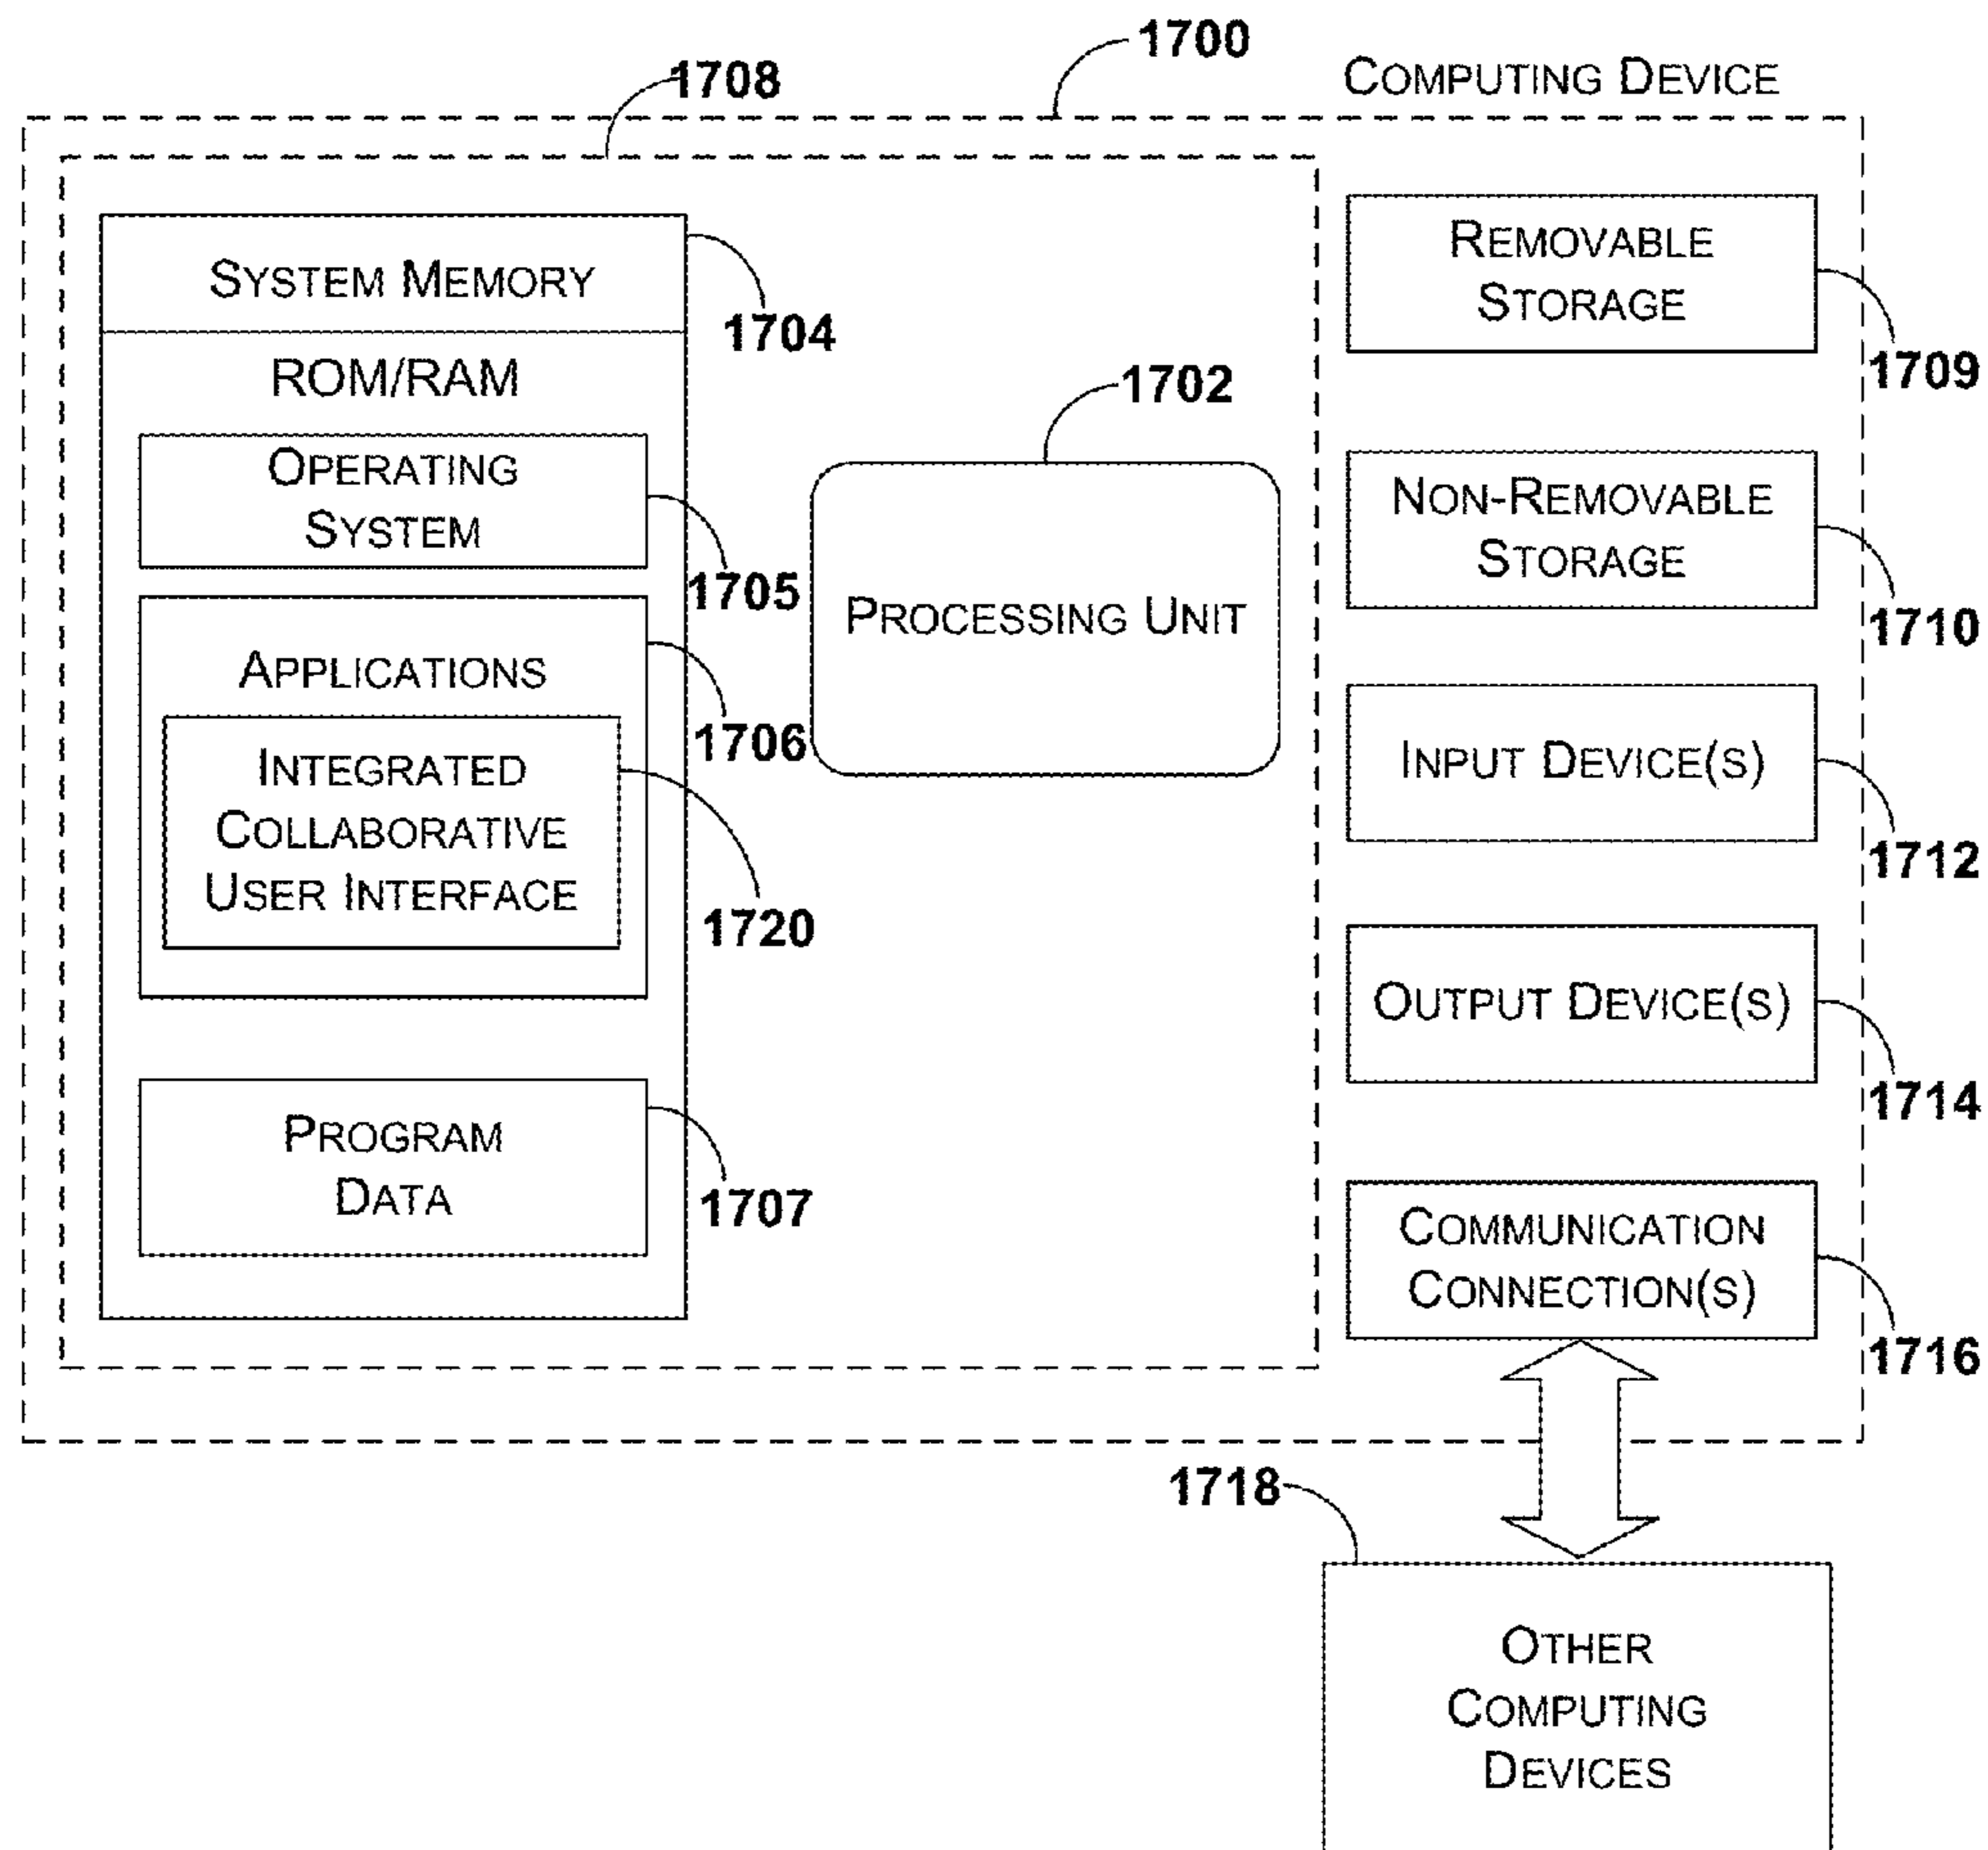 1700
1708
COMPUTING DEVICE
SYSTEM MEMORY
1704
ROM/RAM
OPERATING
SYSTEM
1705
APPLICATIONS
1706
INTEGRATED
COLLABORATIVE
USER INTERFACE
1720
PROGRAM
DATA
1707
1702
PROCESSING UNIT
REMOVABLE
STORAGE
1709
NON-REMOVABLE
STORAGE
1710
INPUT DEVICE(S)
1712
OUTPUT DEVICE(S)
1714
COMMUNICATION
CONNECTION(S)
1716
1718
OTHER
COMPUTING
DEVICES